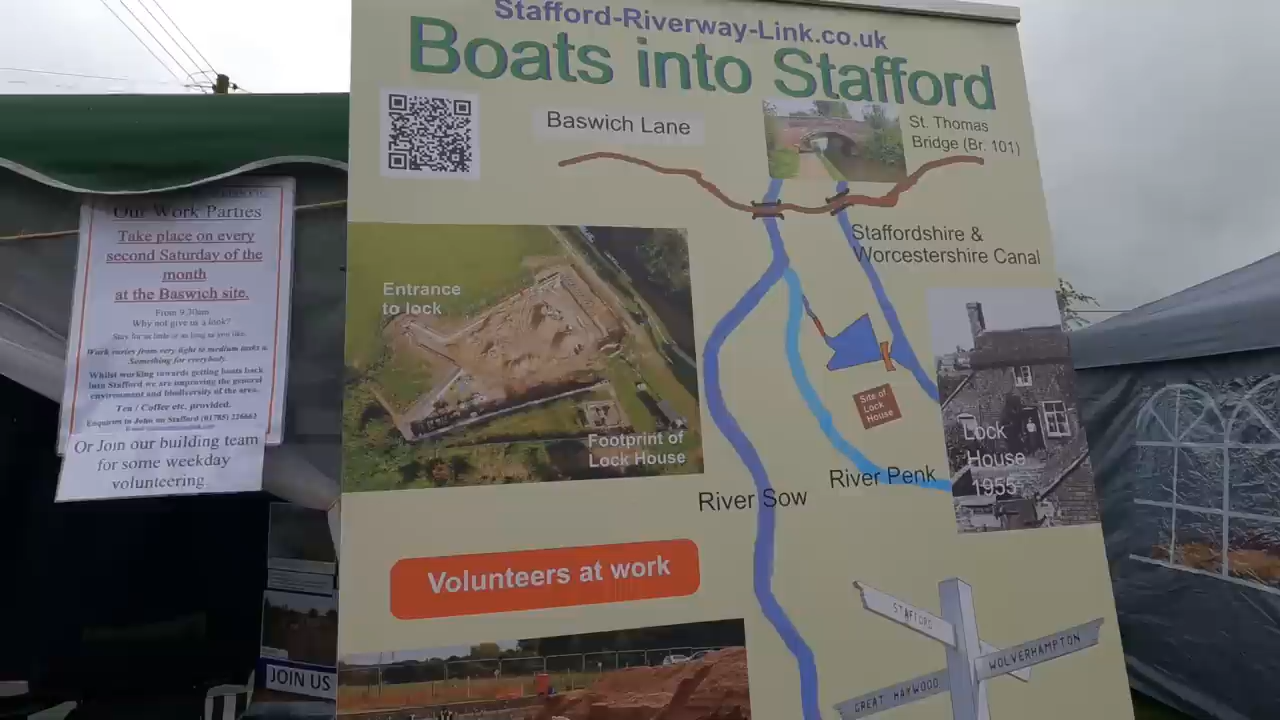 Stafford-Riverway-Link.co.uk
Boats into Stafford
Baswich Lane
St. Thomas
Bridge (Br. 101)
Staffordshire &
Worcestershire Canal
Entrance
to lock
Footprint of
Lock House
Site of
Lock
House
Lock
House
1955
River Penk
River Sow
Volunteers at work
STAFFORD
WOLVERHAMPTON
GREAT HAYWOOD
Our Work Parties
Take place on every
second Saturday of the
month
at the Baswich site.
From 9.30am
Why not give us a look?
Stay for as little or as long as you like.
Work varies from very light to medium tasks
Something for everybody.
Whilst working towards getting boats back
into Stafford we are improving the general
environment and biodiversity of the area.
Tea / Coffee etc, provided.
Enquiries to John on Stafford (01785) 226662
Or Join our building team
for some weekday
volunteering
JOIN US